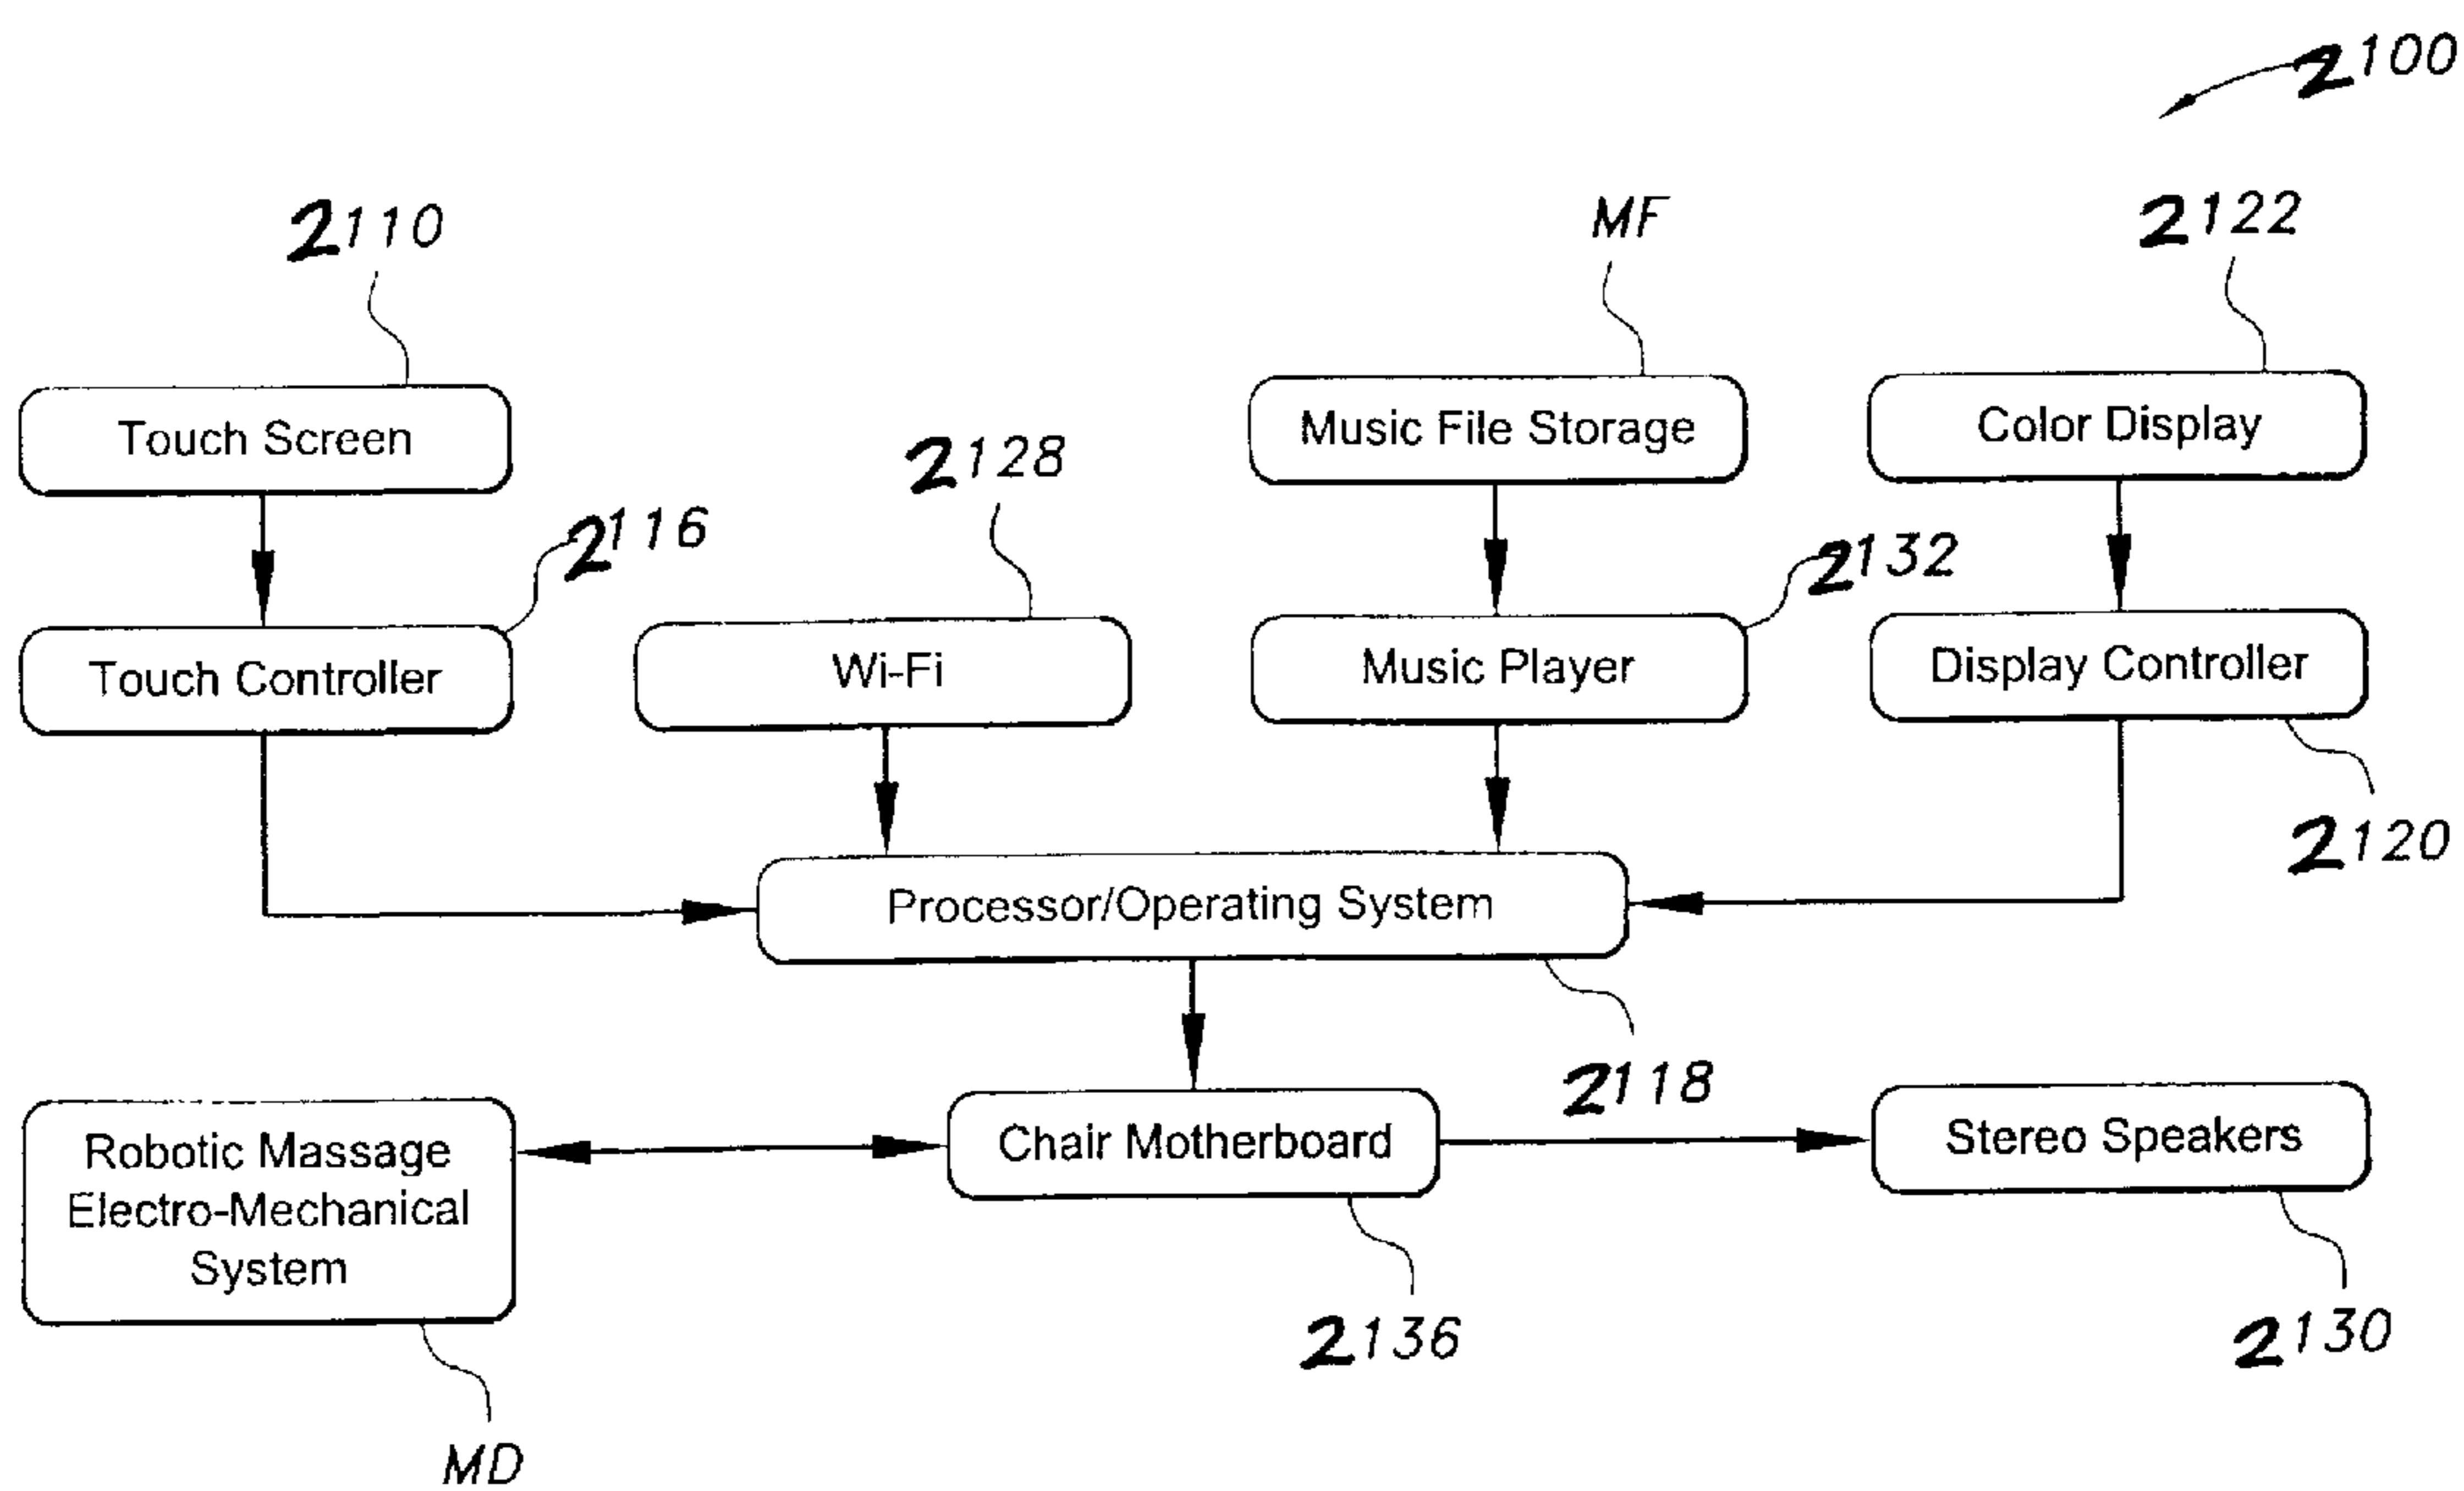 2100
2110
MF
2122
Touch Screen
Music File Storage
Color Display
2128
2116
2132
Touch Controller
Wi-Fi
Music Player
Display Controller
2120
Processor/Operating System
2118
Robotic Massage
Electro-Mechanical
System
Chair Motherboard
Stereo Speakers
2136
2130
MD